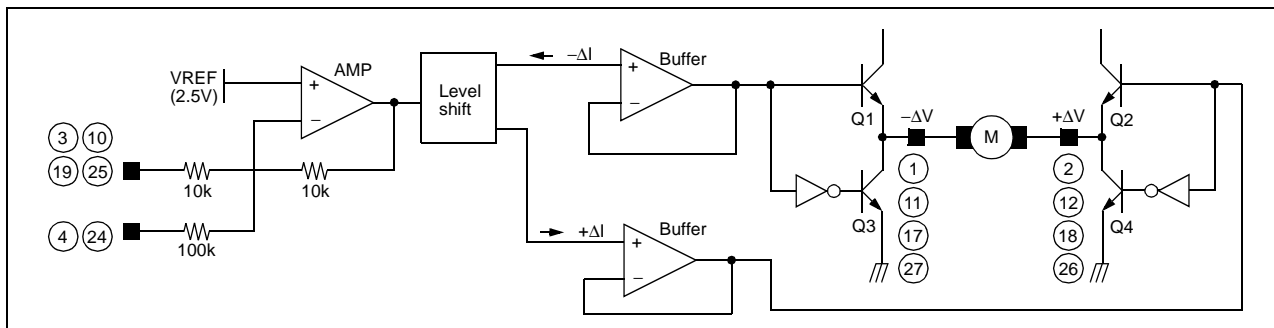 VREF
(2.5V)
AMP
+
−
Level
shift
−ΔI
+
−
Buffer
+ΔI
+
−
Buffer
Q1
Q2
Q3
Q4
−ΔV
M
+ΔV
3 10
19 25
10k
10k
4 24
100k
1
11
17
27
2
12
18
26